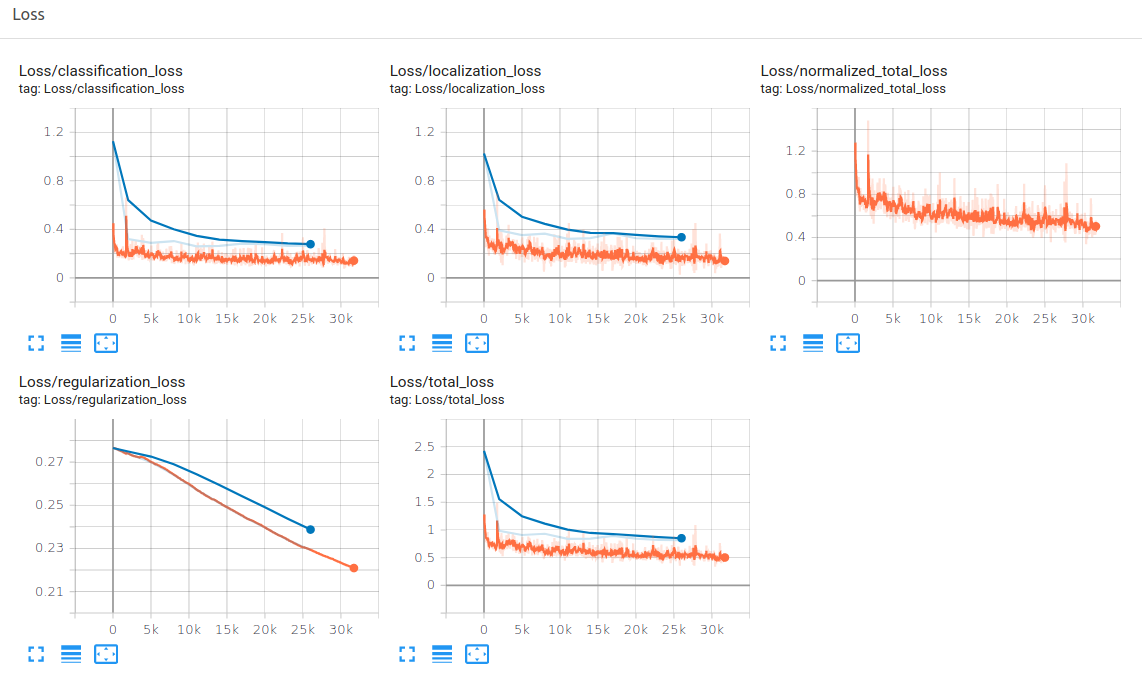 Loss
Loss/classification_loss
tag: Loss/classification_loss
1.2
0.8
0.4
0
0 5k 10k 15k 20k 25k 30k
Loss/localization_loss
tag: Loss/localization_loss
1.2
0.8
0.4
0
0 5k 10k 15k 20k 25k 30k
Loss/normalized_total_loss
tag: Loss/normalized_total_loss
1.2
0.8
0.4
0
0 5k 10k 15k 20k 25k 30k
Loss/regularization_loss
tag: Loss/regularization_loss
0.27
0.25
0.23
0.21
0 5k 10k 15k 20k 25k 30k
Loss/total_loss
tag: Loss/total_loss
2.5
2
1.5
1
0.5
0
0 5k 10k 15k 20k 25k 30k